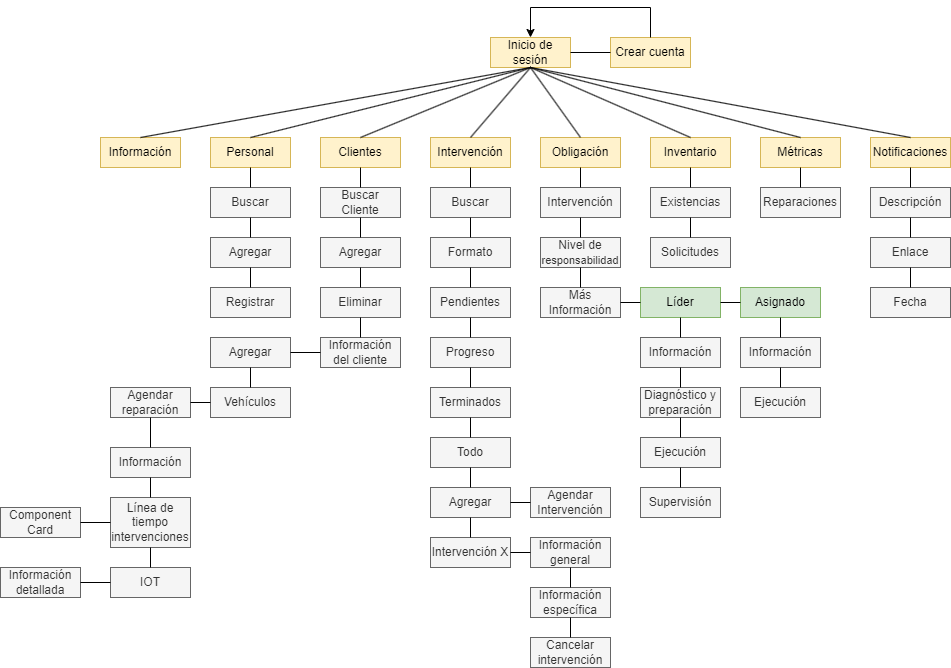 Inicio de
sesión
Crear cuenta
Información
Personal
Clientes
Intervención
Obligación
Inventario
Métricas
Notificaciones
Buscar
Buscar
Cliente
Buscar
Intervención
Existencias
Reparaciones
Descripción
Agregar
Agregar
Formato
Nivel de
responsabilidad
Solicitudes
Enlace
Registrar
Eliminar
Pendientes
Más
Información
Líder
Asignado
Fecha
Agregar
Información
del cliente
Progreso
Información
Información
Agendar
reparación
Vehículos
Terminados
Diagnóstico y
preparación
Ejecución
Información
Todo
Ejecución
Component
Card
Línea de
tiempo
intervenciones
Agregar
Agendar
Intervención
Supervisión
Intervención X
Información
general
Información
detallada
IOT
Información
específica
Cancelar
intervención